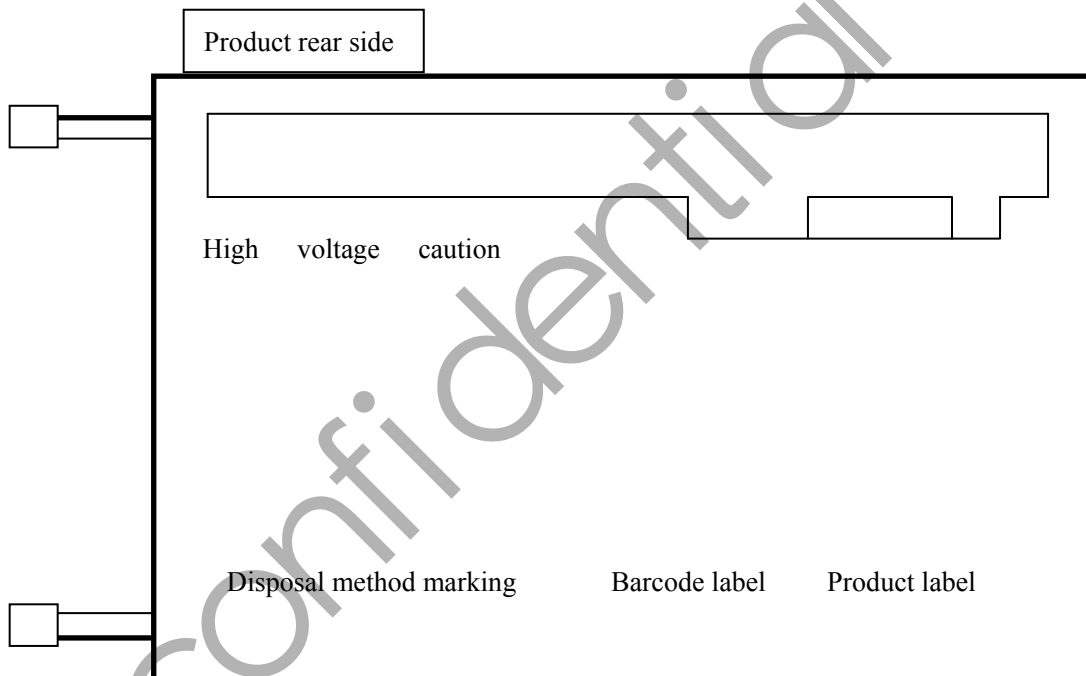 Product rear side
High voltage caution
Disposal method marking Barcode label Product label
Confidential